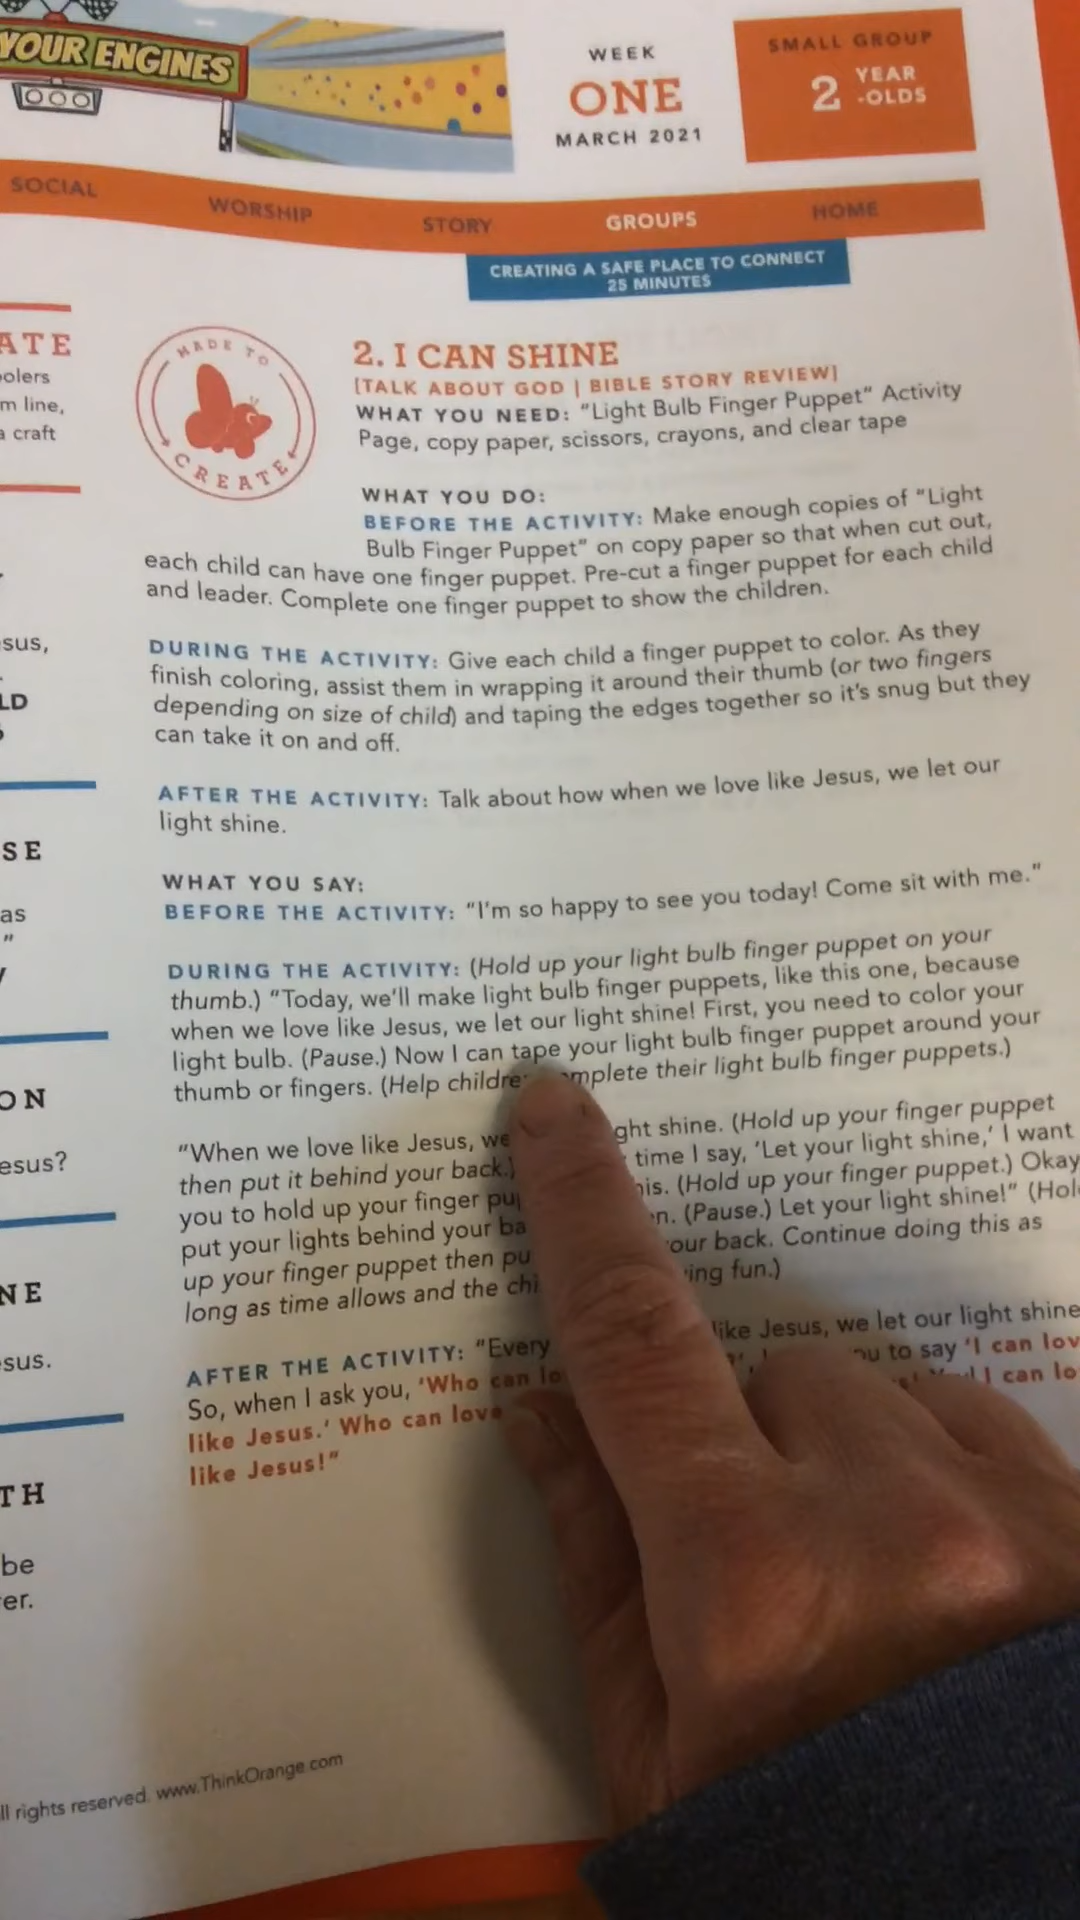 YOUR ENGINES
WEEK
ONE
MARCH 2021
SMALL GROUP
2 YEAR
-OLDS
SOCIAL
WORSHIP
STORY
GROUPS
HOME
CREATING A SAFE PLACE TO CONNECT
25 MINUTES
ATE
olers
m line,
a craft
sus,
LD
SE
as
"
ON
esus?
NE
sus.
TH
be
er.
MADE TO
CREATE
2. I CAN SHINE
[TALK ABOUT GOD | BIBLE STORY REVIEW]
WHAT YOU NEED: "Light Bulb Finger Puppet" Activity
Page, copy paper, scissors, crayons, and clear tape
WHAT YOU DO:
BEFORE THE ACTIVITY: Make enough copies of "Light
Bulb Finger Puppet" on copy paper so that when cut out,
each child can have one finger puppet. Pre-cut a finger puppet for each child
and leader. Complete one finger puppet to show the children.
DURING THE ACTIVITY: Give each child a finger puppet to color. As they
finish coloring, assist them in wrapping it around their thumb (or two fingers
depending on size of child) and taping the edges together so it's snug but they
can take it on and off.
AFTER THE ACTIVITY: Talk about how when we love like Jesus, we let our
light shine.
WHAT YOU SAY:
BEFORE THE ACTIVITY: "I'm so happy to see you today! Come sit with me."
DURING THE ACTIVITY: (Hold up your light bulb finger puppet on your
thumb.) "Today, we'll make light bulb finger puppets, like this one, because
when we love like Jesus, we let our light shine! First, you need to color your
light bulb. (Pause.) Now I can tape your light bulb finger puppet around your
thumb or fingers. (Help childre mplete their light bulb finger puppets.)
"When we love like Jesus, we ght shine. (Hold up your finger puppet
then put it behind your back.) time I say, 'Let your light shine,' I want
you to hold up your finger pu his. (Hold up your finger puppet.) Okay
put your lights behind your ba n. (Pause.) Let your light shine!" (Hol
up your finger puppet then pu our back. Continue doing this as
long as time allows and the chi ing fun.)
AFTER THE ACTIVITY: "Every like Jesus, we let our light shine
So, when I ask you, 'Who can lo ou to say 'I can lov
like Jesus.' Who can love I can lo
like Jesus!"
ll rights reserved. www.ThinkOrange.com